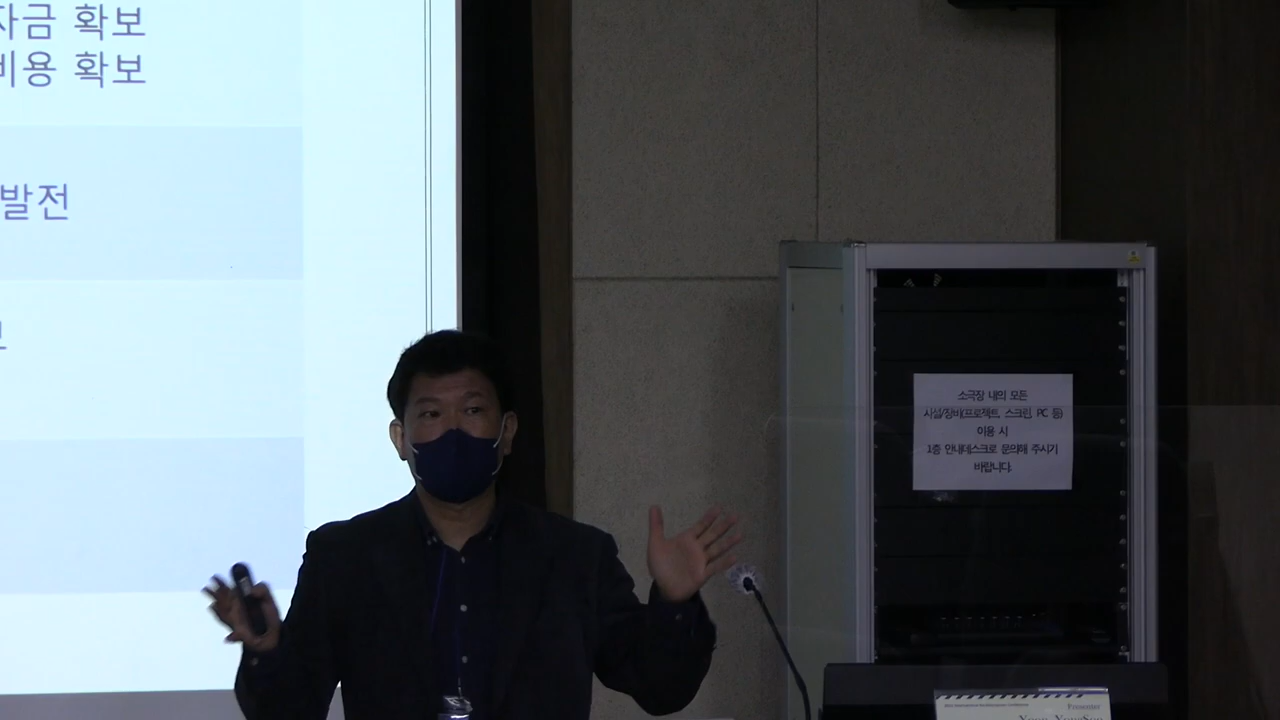 자금 확보
비용 확보
발전
소극장 내의 모든
시설/장비(프로젝트, 스크린, PC 등)
이용 시
1층 안내데스크로 문의해 주시기
바랍니다.
Presenter